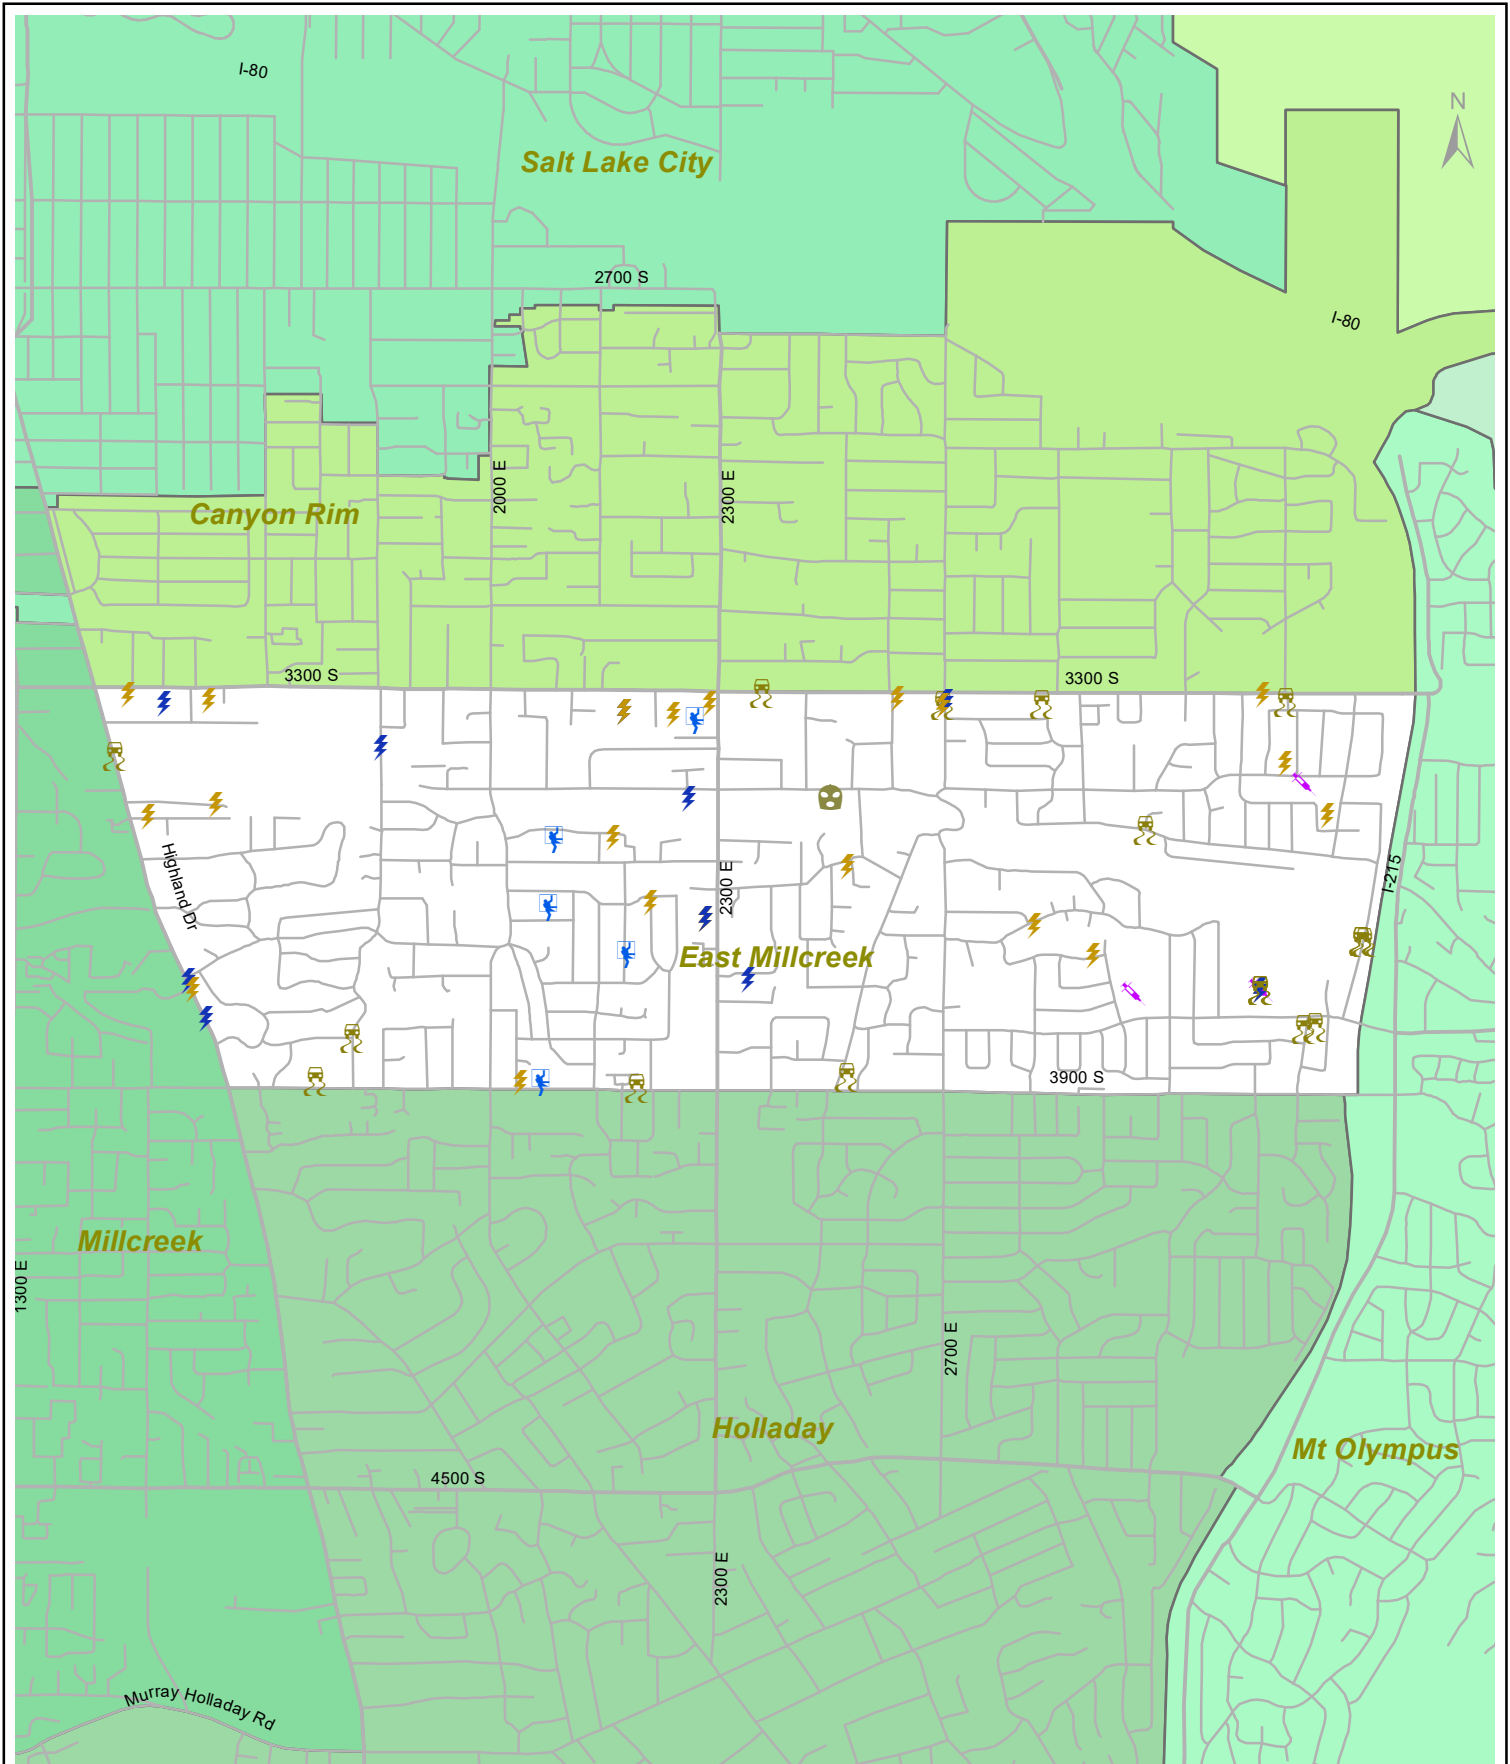 I-80
N
Salt Lake City
2700 S
I-80
2000 E
2300 E
Canyon Rim
3300 S
3300 S
Highland Dr
2300 E
I-215
East Millcreek
3900 S
Millcreek
1300 E
2700 E
Holladay
Mt Olympus
4500 S
2300 E
Murray Holladay Rd